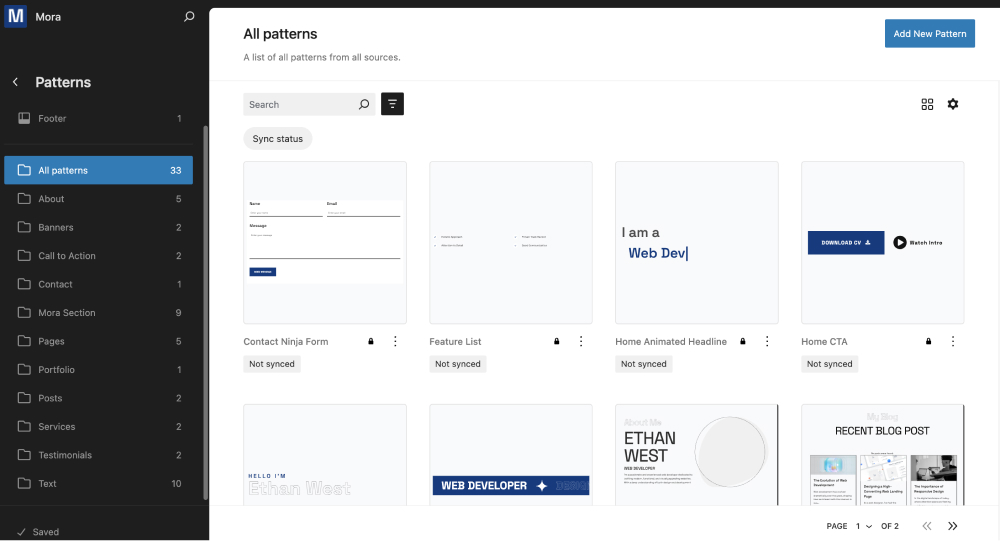 M Mora
Patterns
Footer 1
All patterns 33
About 5
Banners 2
Call to Action 2
Contact 1
Mora Section 9
Pages 5
Portfolio 1
Posts 2
Services 2
Testimonials 2
Text 10
Saved
All patterns
Add New Pattern
A list of all patterns from all sources.
Search
Sync status
Name Email
Message
I am a
Web Dev
DOWNLOAD CV Watch Intro
Contact Ninja Form
Not synced
Feature List
Not synced
Home Animated Headline
Not synced
Home CTA
Not synced
HELLO I'M
Ethan West
WEB DEVELOPER DESIGN
About Me
ETHAN
WEST
WEB DEVELOPER
My Blog
RECENT BLOG POST
The Evolution of Web
Development
Designing a High-
Converting Web Landing
Page
The Importance of
Responsive Design
PAGE 1 OF 2